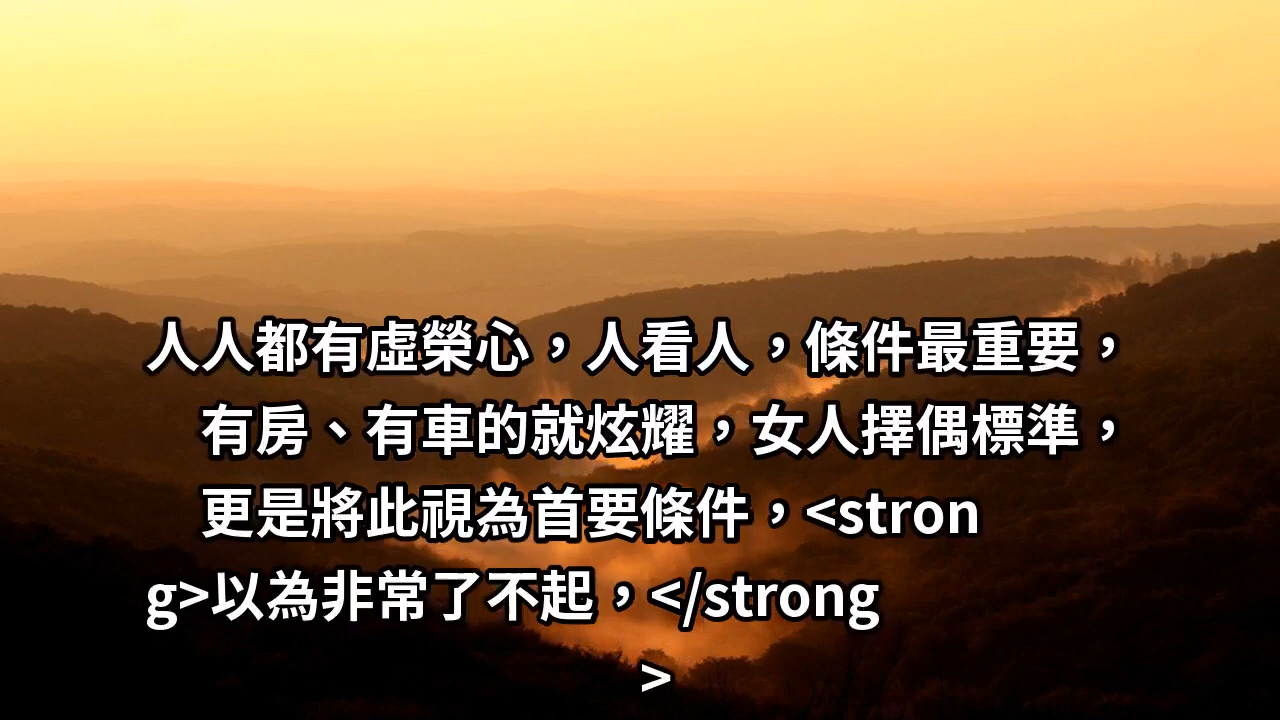 人人都有虛榮心，人看人，條件最重要，
有房、有車的就炫耀，女人擇偶標準，
更是將此視為首要條件，<stron
g>以為非常了不起，</strong
>